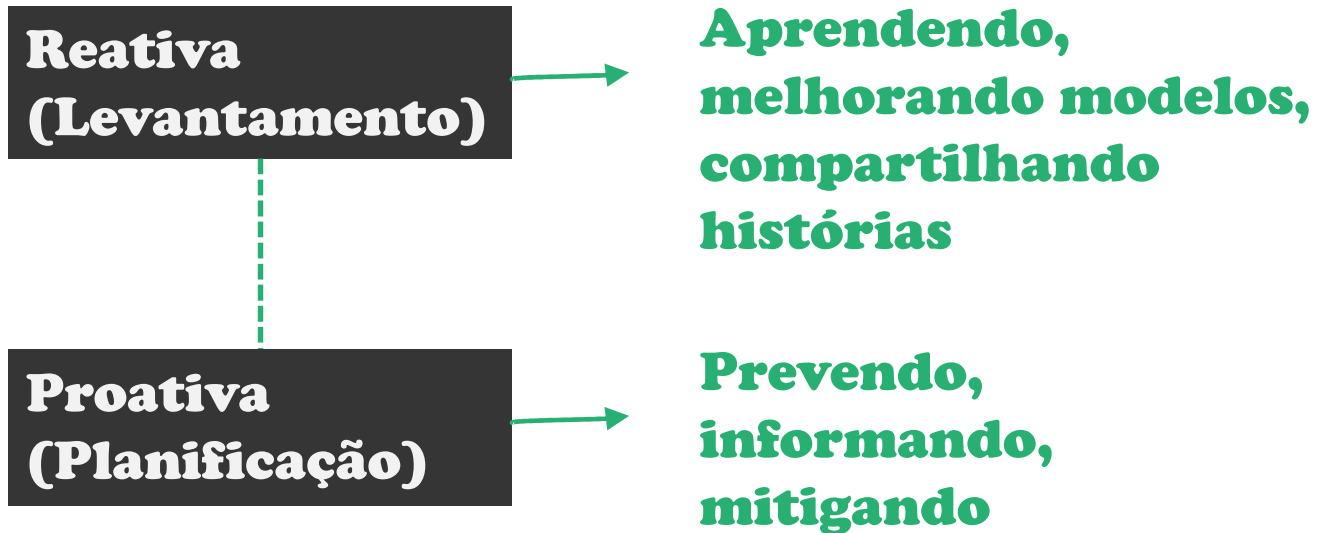 Reativa
(Levantamento)
Aprendendo,
melhorando modelos,
compartilhando
histórias
Proativa
(Planificação)
Prevendo,
informando,
mitigando